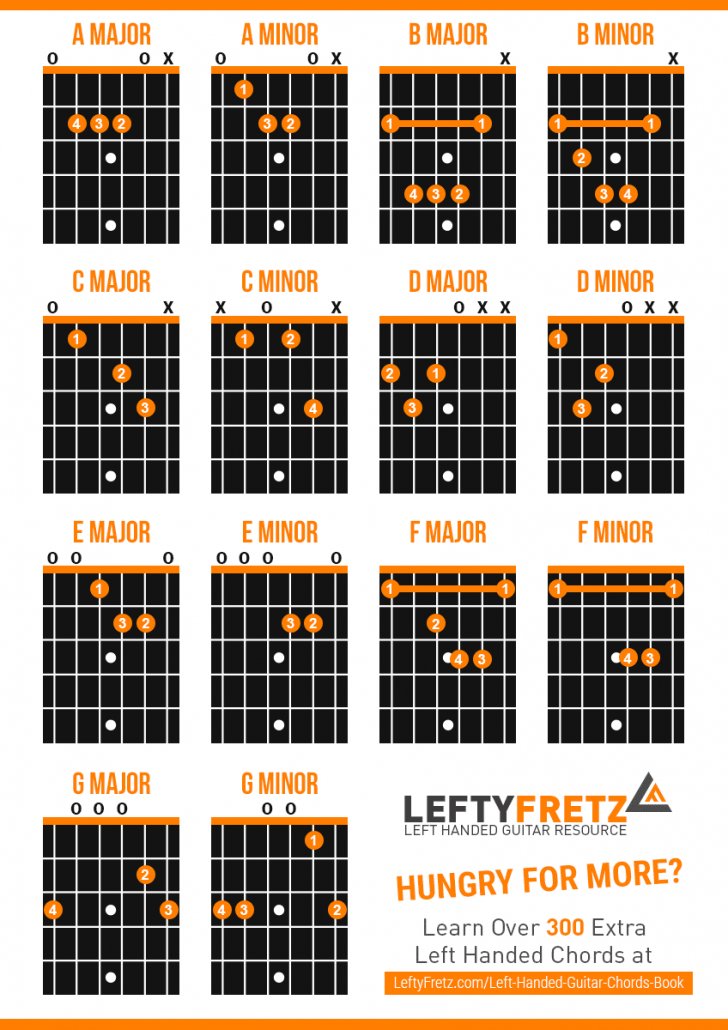 A MAJOR A MINOR B MAJOR B MINOR
O O X O O X X X
1
4 3 2 3 2 1 1 1 1
2
4 3 2 3 4
C MAJOR C MINOR D MAJOR D MINOR
O X X O X O X X O X X
1 1 2 1
2 2 1 2
3 4 3 3
E MAJOR E MINOR F MAJOR F MINOR
O O O O O O O
1 1 1 1 1
3 2 3 2 2
4 3 4 3
G MAJOR G MINOR
O O O O O
1
2
4 3 4 3 2
LEFTYFRETZ
LEFT HANDED GUITAR RESOURCE
HUNGRY FOR MORE?
Learn Over 300 Extra
Left Handed Chords at
LeftyFretz.com/Left-Handed-Guitar-Chords-Book